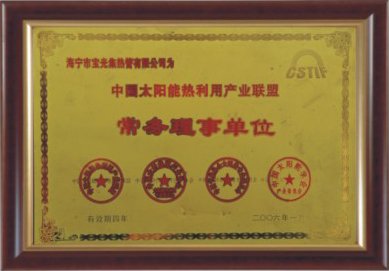 海宁市宝光集热管有限公司为
CSTIF
中国太阳能热利用产业联盟
常务理事单位
有效期四年
二〇〇六年一月